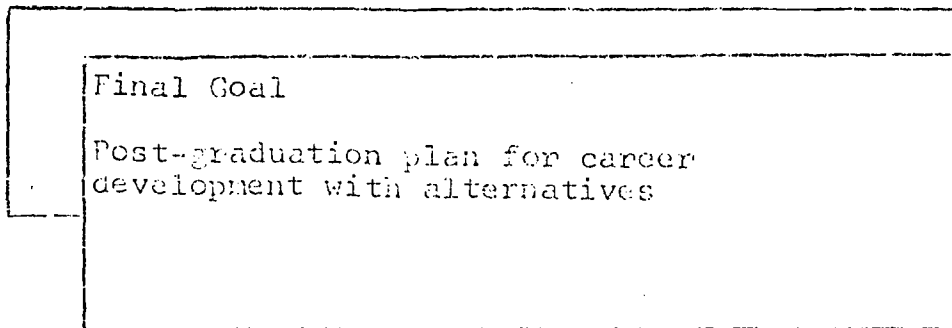 Final Goal
Post-graduation plan for career
development with alternatives